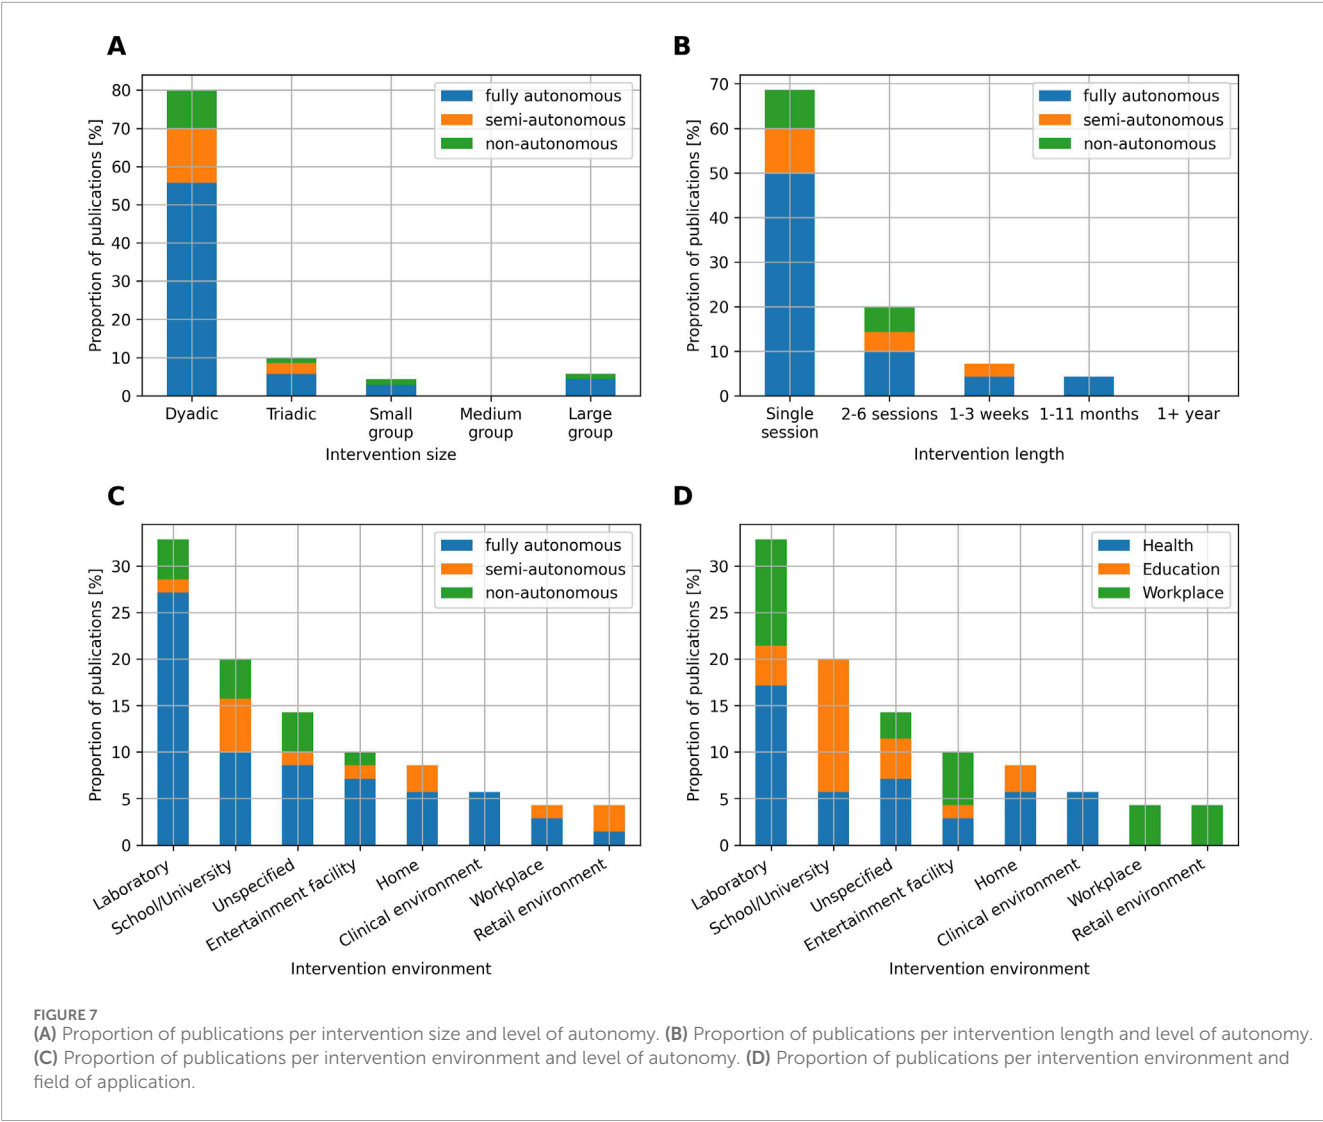 A
Proportion of publications [%]
80
70
60
50
40
30
20
10
0
fully autonomous
semi-autonomous
non-autonomous
Dyadic
Triadic
Small
group
Medium
group
Large
group
Intervention size
B
Proprotion of publications [%]
70
60
50
40
30
20
10
0
fully autonomous
semi-autonomous
non-autonomous
Single
session
2-6 sessions
1-3 weeks
1-11 months
1+ year
Intervention length
C
Proportion of publications [%]
30
25
20
15
10
5
0
fully autonomous
semi-autonomous
non-autonomous
Laboratory
School/University
Unspecified
Entertainment facility
Home
Clinical environment
Workplace
Retail environment
Intervention environment
D
Proportion of publications [%]
30
25
20
15
10
5
0
Health
Education
Workplace
Laboratory
School/University
Unspecified
Entertainment facility
Home
Clinical environment
Workplace
Retail environment
Intervention environment
FIGURE 7
(A) Proportion of publications per intervention size and level of autonomy. (B) Proportion of publications per intervention length and level of autonomy.
(C) Proportion of publications per intervention environment and level of autonomy. (D) Proportion of publications per intervention environment and
field of application.